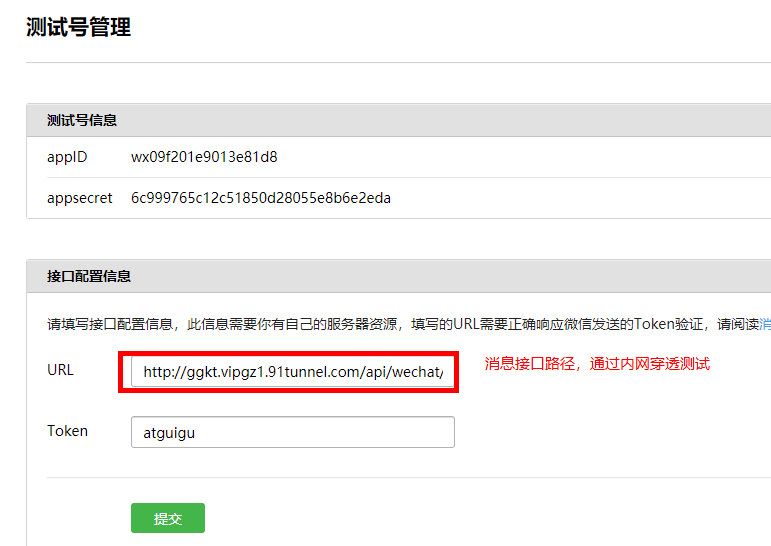 测试号管理
测试号信息
appID wx09f201e9013e81d8
appsecret 6c999765c12c51850d28055e8b6e2eda
接口配置信息
请填写接口配置信息，此信息需要你有自己的服务器资源，填写的URL需要正确响应微信发送的Token验证，请阅读消
URL http://ggkt.vipgz1.91tunnel.com/api/wechat/ 消息接口路径，通过内网穿透测试
Token atguigu
提交